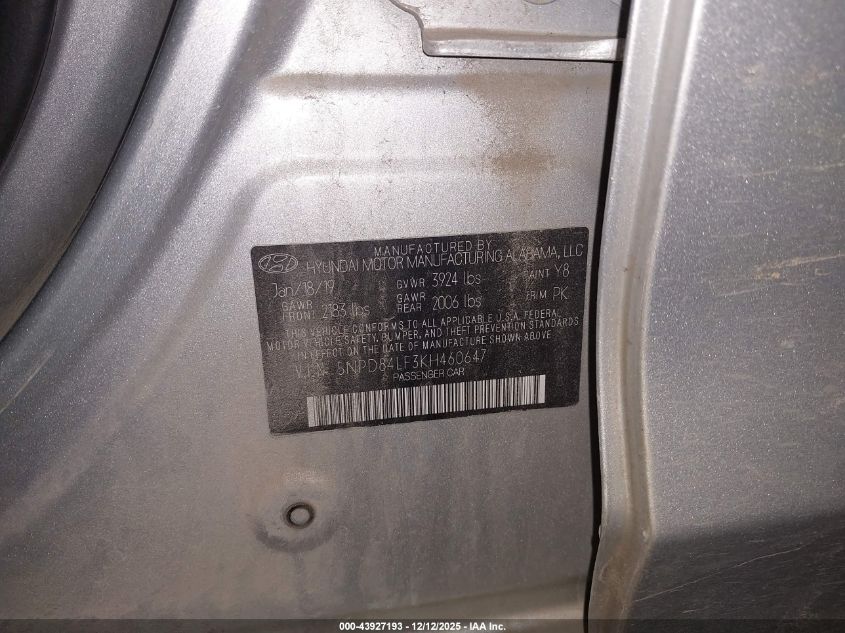 MANUFACTURED BY
HYUNDAI MOTOR MANUFACTURING ALABAMA, LLC
Jan/18/19 GVWR 3924 lbs PAINT Y8
GAWR FRONT 2183 lbs GAWR REAR 2006 lbs TRIM PK
THIS VEHICLE CONFORMS TO ALL APPLICABLE U.S.A. FEDERAL
MOTOR VEHICLE SAFETY, BUMPER, AND THEFT PREVENTION STANDARDS
IN EFFECT ON THE DATE OF MANUFACTURE SHOWN ABOVE
VIN: 5NPD84LF3KH460647
PASSENGER CAR
000-43927193 - 12/12/2025 - IAA Inc.